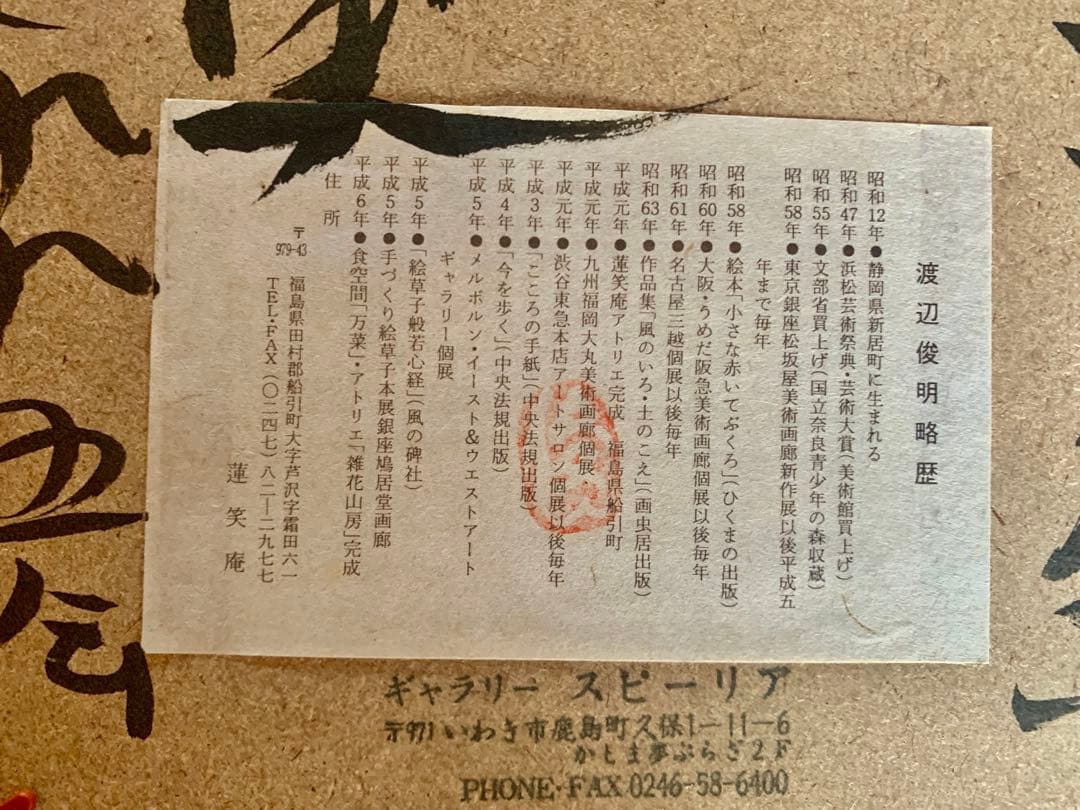 渡辺俊明略歴
昭和12年●静岡県新居町に生まれる
昭和47年●浜松芸術祭典・芸術大賞（美術館買上げ）
昭和55年●文部省買上げ（国立奈良青少年の森収蔵）
昭和58年●東京銀座松坂屋美術画廊新作展以後平成五
年まで毎年
昭和58年●絵本「小さな赤いてぶくろ」（ひくまの出版）
昭和60年●大阪・うめだ阪急美術画廊個展以後毎年
昭和61年●名古屋三越個展以後毎年
昭和63年●作品集「風のいろ・土のこえ」（画虫居出版）
平成元年●蓮笑庵アトリエ完成 福島県船引町
平成元年●九州福岡大丸美術画廊個展・
平成元年●渋谷東急本店アートサロン個展以後毎年
平成3年●「こころの手紙」（中央法規出版）
平成4年●「今を歩く」（中央法規出版）
平成5年●メルボルン・イースト&ウエストアート
ギャラリー個展
平成5年●「絵草子般若心経」（風の碑社）
平成5年●手づくり絵草子本展銀座鳩居堂画廊
平成6年●食空間「万菜」・アトリエ「雑花山房」完成
住所
〒979-43 福島県田村郡船引町大字芦沢字霜田六一
TEL・FAX（〇二四七）八二―二九七七
蓮笑庵
ギャラリー スピーリア
〒971 いわき市鹿島町久保1-11-6
かしま夢ぷらざ2F
PHONE・FAX 0246-58-6400